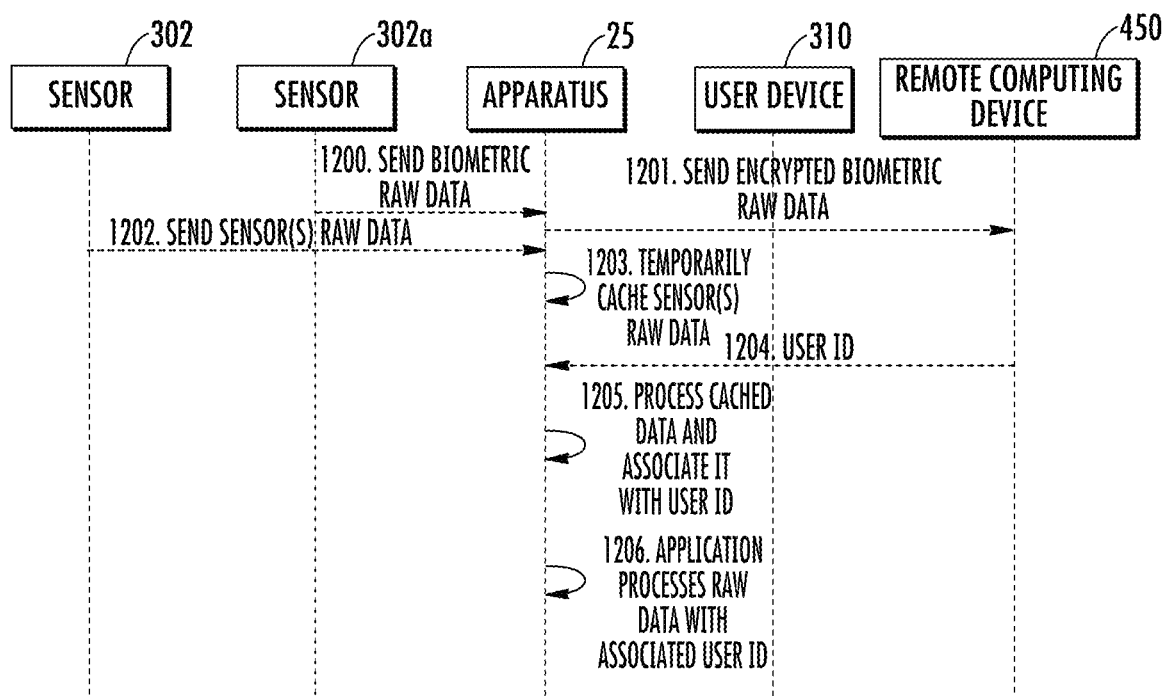 302
302a
25
310
450
SENSOR
SENSOR
APPARATUS
USER DEVICE
REMOTE COMPUTING
DEVICE
1200. SEND BIOMETRIC
RAW DATA
1201. SEND ENCRYPTED BIOMETRIC
RAW DATA
1202. SEND SENSOR(S) RAW DATA
1203. TEMPORARILY
CACHE SENSOR(S)
RAW DATA
1204. USER ID
1205. PROCESS CACHED
DATA AND
ASSOCIATE IT
WITH USER ID
1206. APPLICATION
PROCESSES RAW
DATA WITH
ASSOCIATED USER ID